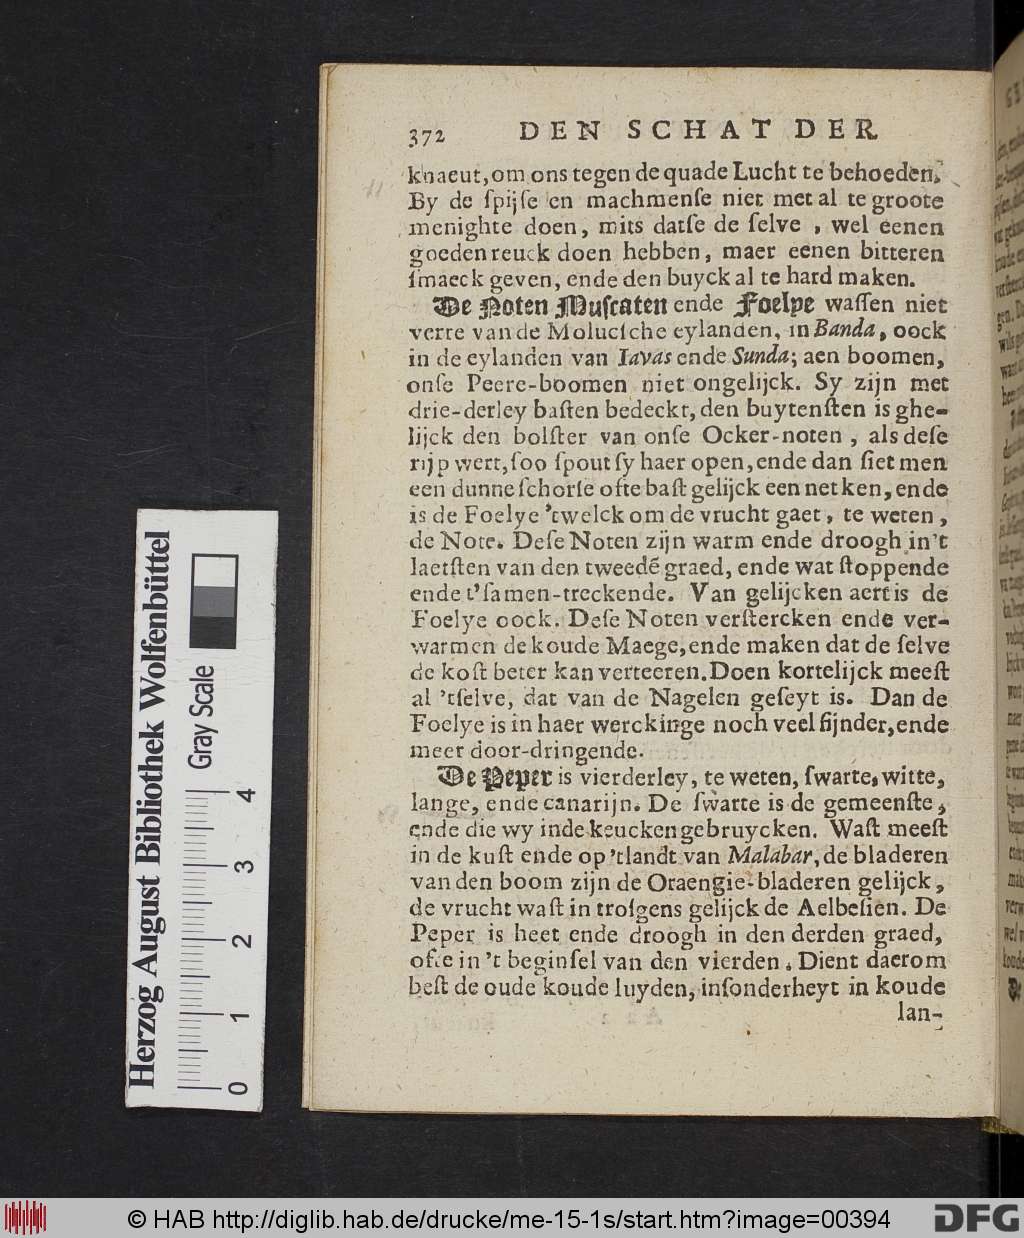 372 DEN SCHAT DER
knaeut, om ons tegen de quade Lucht te behoeden.
By de ſpijſe en machmenſe niet met al te groote
menighte doen, mits datſe de ſelve, wel eenen
goeden reuck doen hebben, maer eenen bitteren
ſmaeck geven, ende den buyck al te hard maken.
De Noten Muſcaten ende Foelye waſſen niet
verre van de Moluciche eylanden, in Banda, oock
in de eylanden van Iavas ende Sunda; aen boomen,
onſe Peere-boomen niet ongelijck. Sy zijn met
drie-derley baſten bedeckt, den buytenſten is ghe-
lijck den bolſter van onſe Ocker-noten, als deſe
rijp wert, ſoo ſpout ſy haer open, ende dan ſiet men
een dunne ſchorſe ofte baſt gelijck een netken, ende
is de Foelye 'twelck om de vrucht gaet, te weten,
de Note. Deſe Noten zijn warm ende droogh in't
laetſten van den tweedē graed, ende wat ſtoppende
ende t'ſamen-treckende. Van gelijcken aert is de
Foelye oock. Deſe Noten verſtercken ende ver-
warmen de koude Maege, ende maken dat de ſelve
de koſt beter kan verteeren. Doen kortelijck meeſt
al 'tſelve, dat van de Nagelen geſeyt is. Dan de
Foelye is in haer werckinge noch veel fijnder, ende
meer door-dringende.
De Peper is vierderley, te weten, ſwarte, witte,
lange, ende canarijn. De ſwarte is de gemeenſte,
ende die wy inde keucken gebruycken. Waſt meeſt
in de kuſt ende op 'tlandt van Malabar, de bladeren
van den boom zijn de Oraengie-bladeren gelijck,
de vrucht waſt in troſgens gelijck de Aelbeſien. De
Peper is heet ende droogh in den derden graed,
ofte in 't beginſel van den vierden. Dient daerom
beſt de oude koude luyden, inſonderheyt in koude
lan-
Herzog August Bibliothek Wolfenbüttel
Gray Scale
0 1 2 3 4
© HAB http://diglib.hab.de/drucke/me-15-1s/start.htm?image=00394
DFG